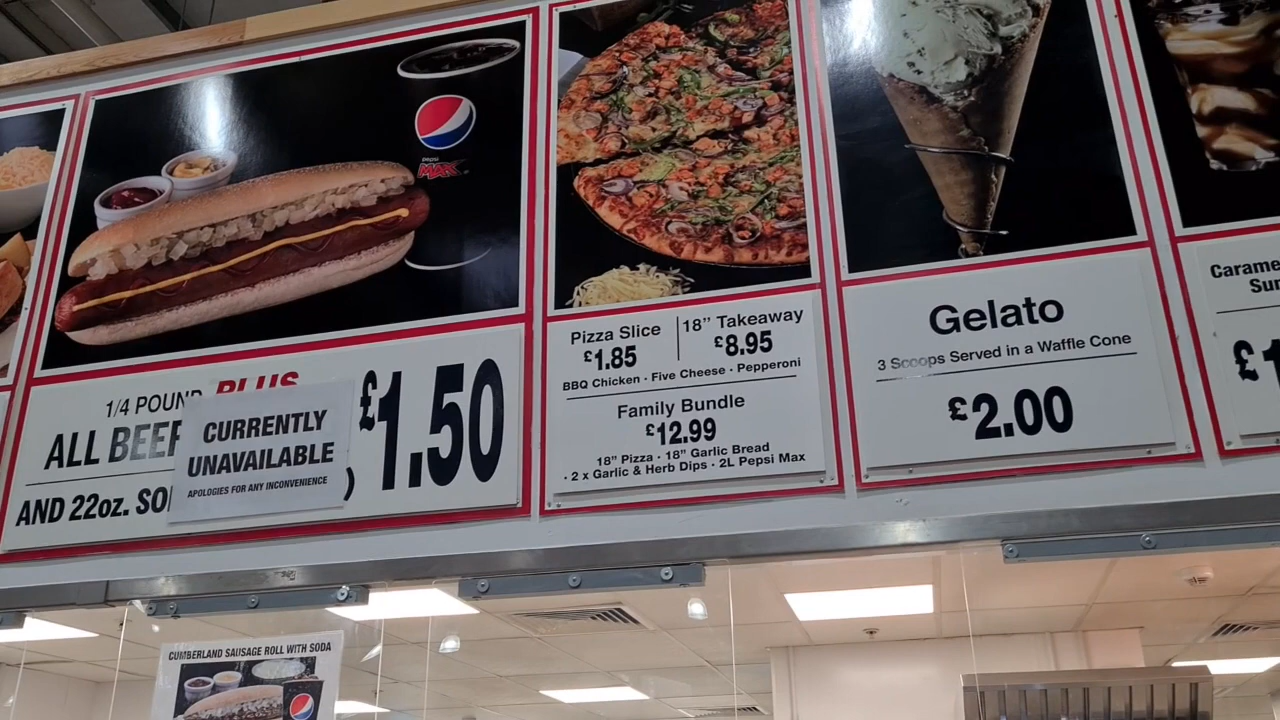 pepsi
MAX
1/4 POUND PLUS
ALL BEEF
AND 22oz.
£1.50
CURRENTLY
UNAVAILABLE
APOLOGIES FOR ANY INCONVENIENCE
Pizza Slice
£1.85
18" Takeaway
£8.95
BBQ Chicken · Five Cheese · Pepperoni
Family Bundle
£12.99
18" Pizza · 18" Garlic Bread
· 2 x Garlic & Herb Dips · 2L Pepsi Max
Gelato
3 Scoops Served in a Waffle Cone
£2.00
£1
CUMBERLAND SAUSAGE ROLL WITH SODA